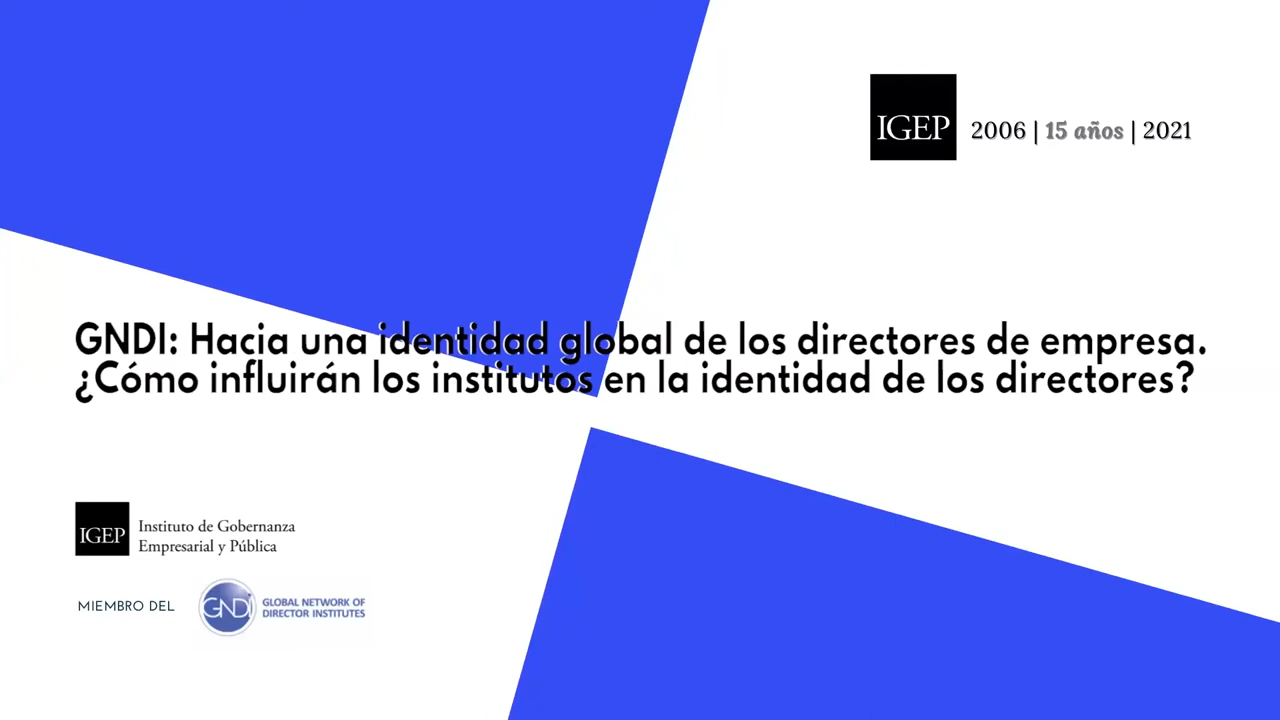 IGEP 2006 | 15 años | 2021
GNDI: Hacia una identidad global de los directores de empresa.
¿Cómo influirán los institutos en la identidad de los directores?
IGEP
Instituto de Gobernanza
Empresarial y Pública
MIEMBRO DEL
GNDI
GLOBAL NETWORK OF
DIRECTOR INSTITUTES